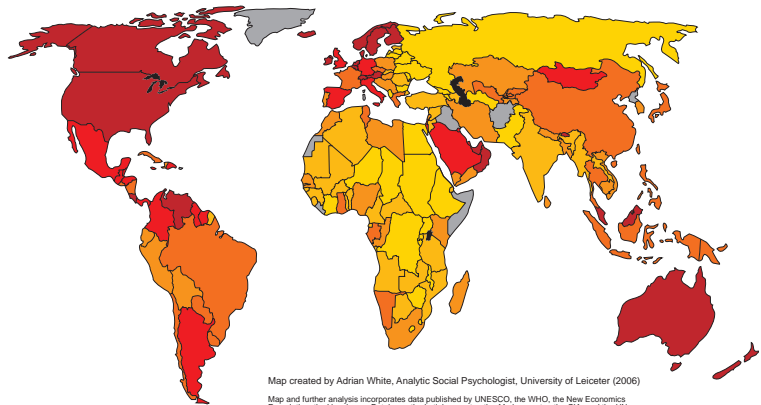 Map created by Adrian White, Analytic Social Psychologist, University of Leiceter (2006)
Map and further analysis incorporates data published by UNESCO, the WHO, the New Economics